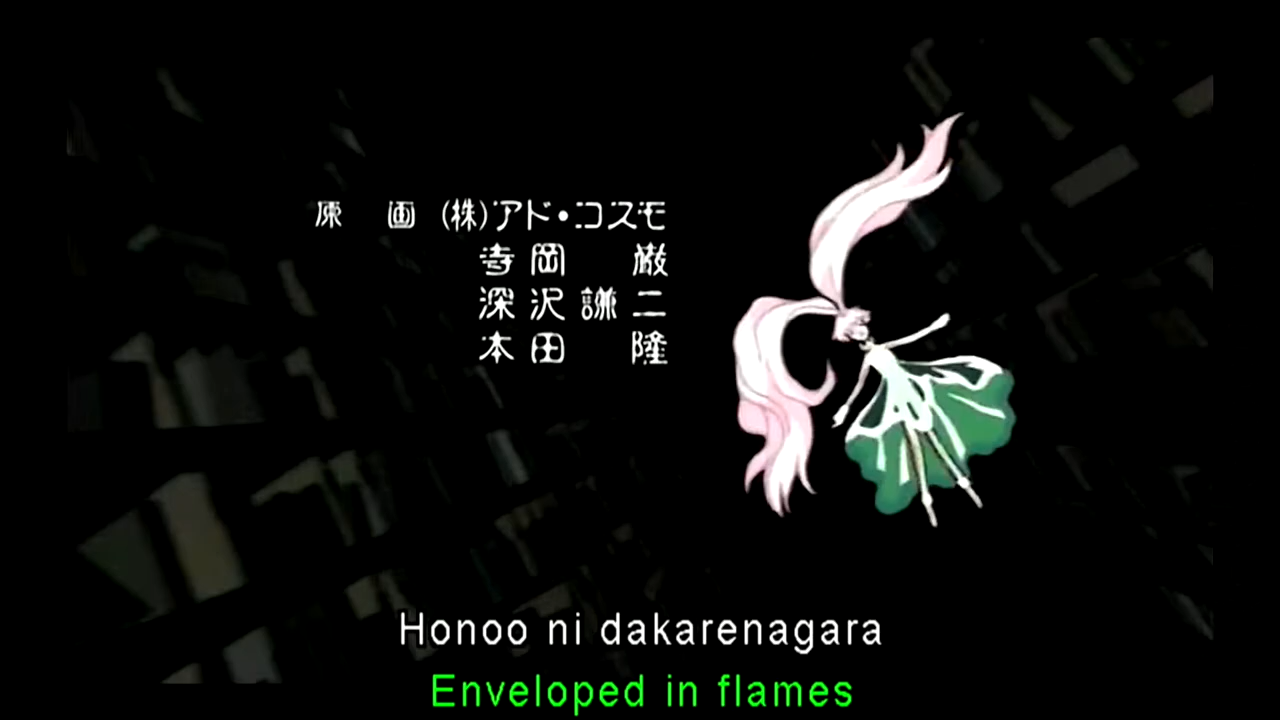 原 画 (株)アド・コスモ
寺岡 厳
深沢謙二
本田 隆
Honoo ni dakarenagara
Enveloped in flames